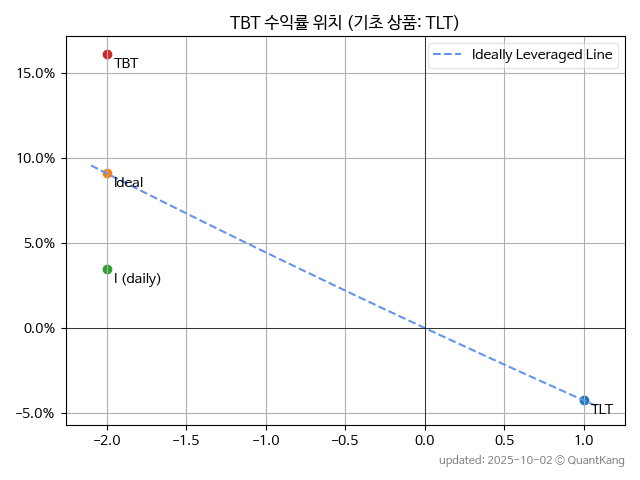 TBT 수익률 위치 (기초 상품: TLT)
Ideally Leveraged Line
15.0%
10.0%
5.0%
0.0%
−5.0%
TBT
Ideal
I (daily)
TLT
−2.0
−1.5
−1.0
−0.5
0.0
0.5
1.0
updated: 2025-10-02 © QuantKang